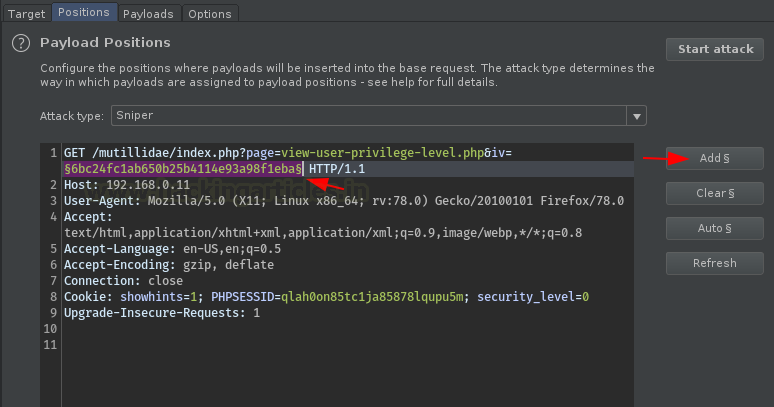 Target Positions Payloads Options
? Payload Positions
Start attack
Configure the positions where payloads will be inserted into the base request. The attack type determines the
way in which payloads are assigned to payload positions - see help for full details.
Attack type: Sniper
1 GET /mutillidae/index.php?page=view-user-privilege-level.php&iv=
§6bc24fc1ab650b25b4114e93a98f1eba§ HTTP/1.1
2 Host: 192.168.0.11
3 User-Agent: Mozilla/5.0 (X11; Linux x86_64; rv:78.0) Gecko/20100101 Firefox/78.0
4 Accept:
text/html,application/xhtml+xml,application/xml;q=0.9,image/webp,*/*;q=0.8
5 Accept-Language: en-US,en;q=0.5
6 Accept-Encoding: gzip, deflate
7 Connection: close
8 Cookie: showhints=1; PHPSESSID=qlah0on85tc1ja85878lqupu5m; security_level=0
9 Upgrade-Insecure-Requests: 1
10
11
Add §
Clear §
Auto §
Refresh